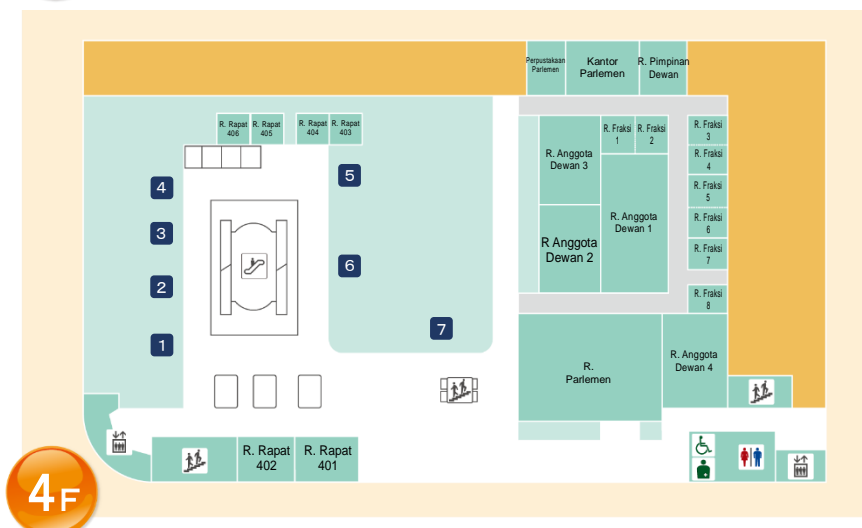 Perpustakaan
Parlemen
Kantor
Parlemen
R. Pimpinan
Dewan
R. Rapat
406
R. Rapat
405
R. Rapat
404
R. Rapat
403
R. Fraksi
1
R. Fraksi
2
R. Fraksi
3
R. Fraksi
4
R. Fraksi
5
R. Fraksi
6
R. Fraksi
7
R. Fraksi
8
R. Anggota
Dewan 3
R. Anggota
Dewan 1
R Anggota
Dewan 2
4
3
2
1
5
6
7
R.
Parlemen
R. Anggota
Dewan 4
R. Rapat
402
R. Rapat
401
4F